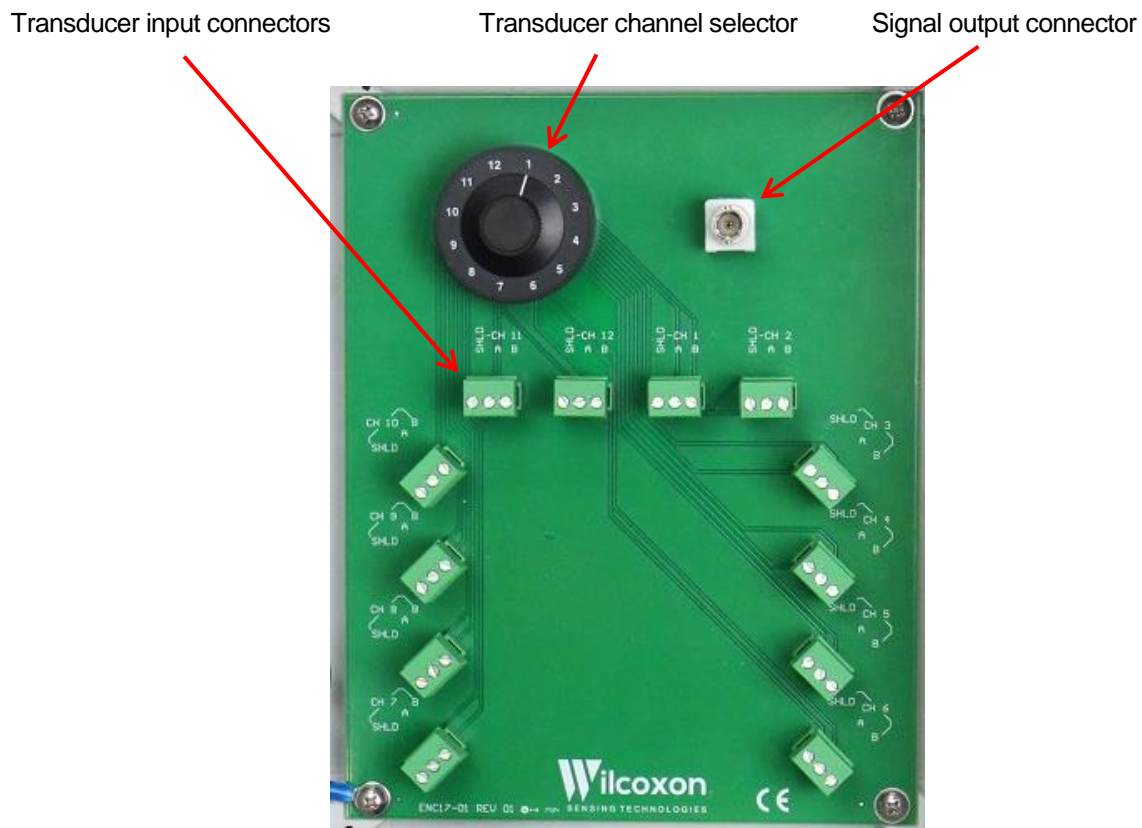 Transducer input connectors
Transducer channel selector
Signal output connector
1
2
3
4
5
6
7
8
9
10
11
12
SHLD-CH 11
A B
SHLD-CH 12
A B
SHLD-CH 1
A B
SHLD-CH 2
A B
CH 10 B
A
SHLD
SHLD CH 3
A
B
CH 9 B
A
SHLD
SHLD CH 4
A
B
CH 8 B
A
SHLD
SHLD CH 5
A
B
CH 7 B
A
SHLD
SHLD CH 6
A
B
Wilcoxon
SENSING TECHNOLOGIES
ENC17-01 REV 01
CE